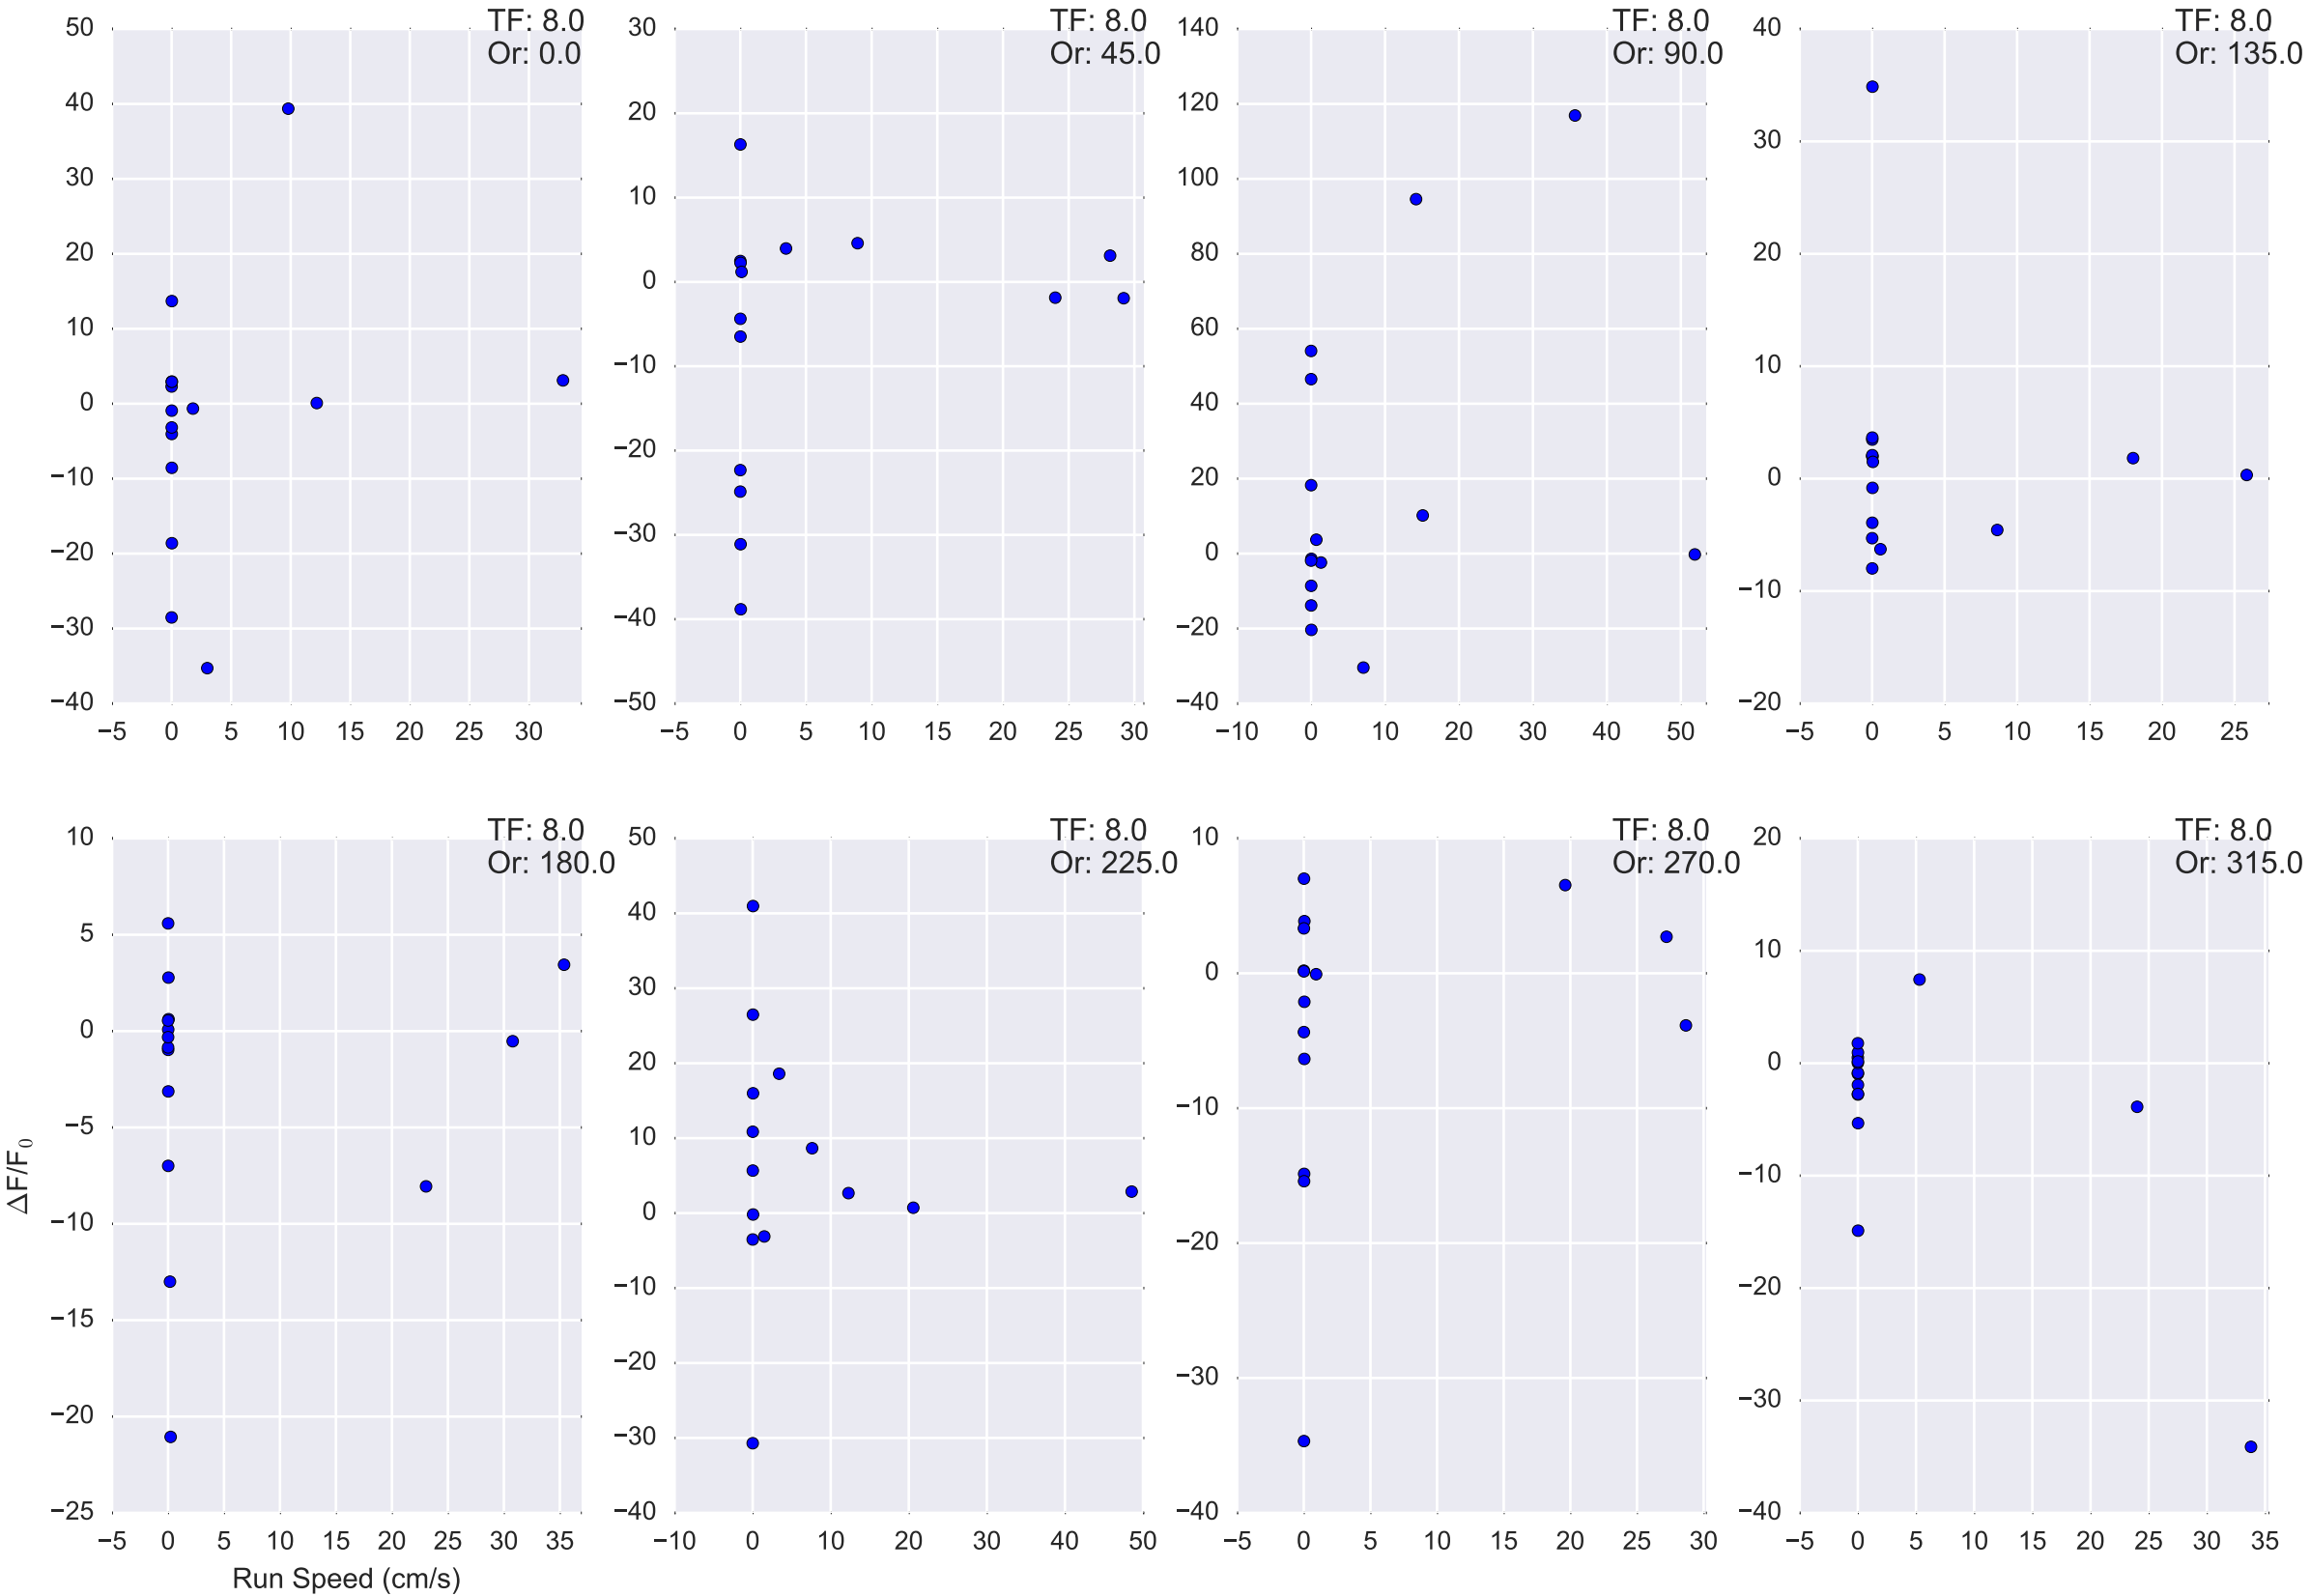 TF: 8.0
Or: 0.0
50
40
30
20
10
0
−10
−20
−30
−40
−5 0 5 10 15 20 25 30
TF: 8.0
Or: 45.0
30
20
10
0
−10
−20
−30
−40
−50
−5 0 5 10 15 20 25 30
TF: 8.0
Or: 90.0
140
120
100
80
60
40
20
0
−20
−40
−10 0 10 20 30 40 50
TF: 8.0
Or: 135.0
40
30
20
10
0
−10
−20
−5 0 5 10 15 20 25
TF: 8.0
Or: 180.0
10
5
0
−5
−10
−15
−20
−25
−5 0 5 10 15 20 25 30 35
Run Speed (cm/s)
ΔF/F₀
TF: 8.0
Or: 225.0
50
40
30
20
10
0
−10
−20
−30
−40
−10 0 10 20 30 40 50
TF: 8.0
Or: 270.0
10
0
−10
−20
−30
−40
−5 0 5 10 15 20 25 30
TF: 8.0
Or: 315.0
20
10
0
−10
−20
−30
−40
−5 0 5 10 15 20 25 30 35